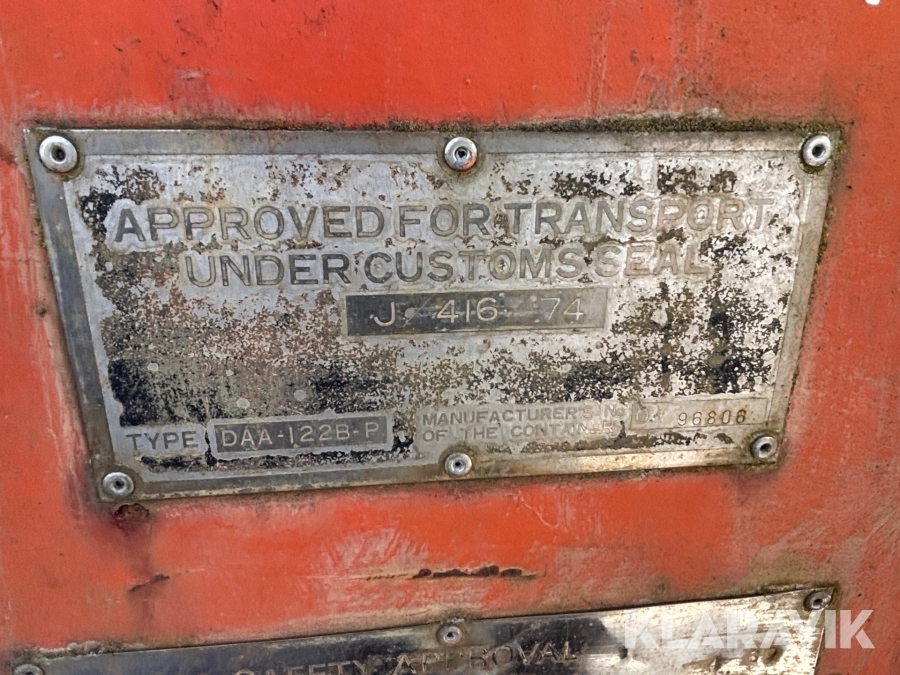 APPROVED FOR TRANSPORT
UNDER CUSTOMS SEAL
J 416 74
TYPE DAA-122B-P
MANUFACTURER'S NO
OF THE CONTAINER 96806
SAFETY APPROVAL
KLARAVIK